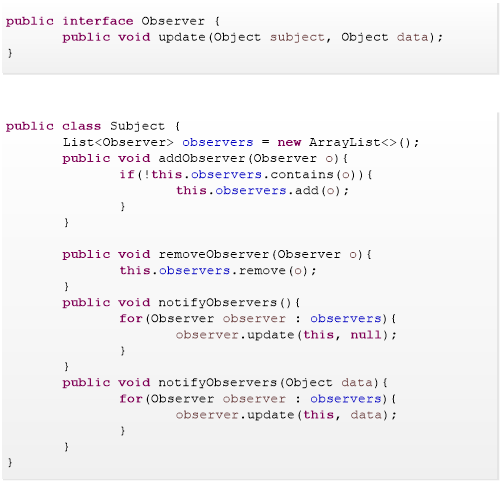 public interface Observer {
public void update(Object subject, Object data);
}
public class Subject {
List<Observer> observers = new ArrayList<>();
public void addObserver(Observer o){
if(!this.observers.contains(o)){
this.observers.add(o);
}
}
public void removeObserver(Observer o){
this.observers.remove(o);
}
public void notifyObservers(){
for(Observer observer : observers){
observer.update(this, null);
}
}
public void notifyObservers(Object data){
for(Observer observer : observers){
observer.update(this, data);
}
}
}